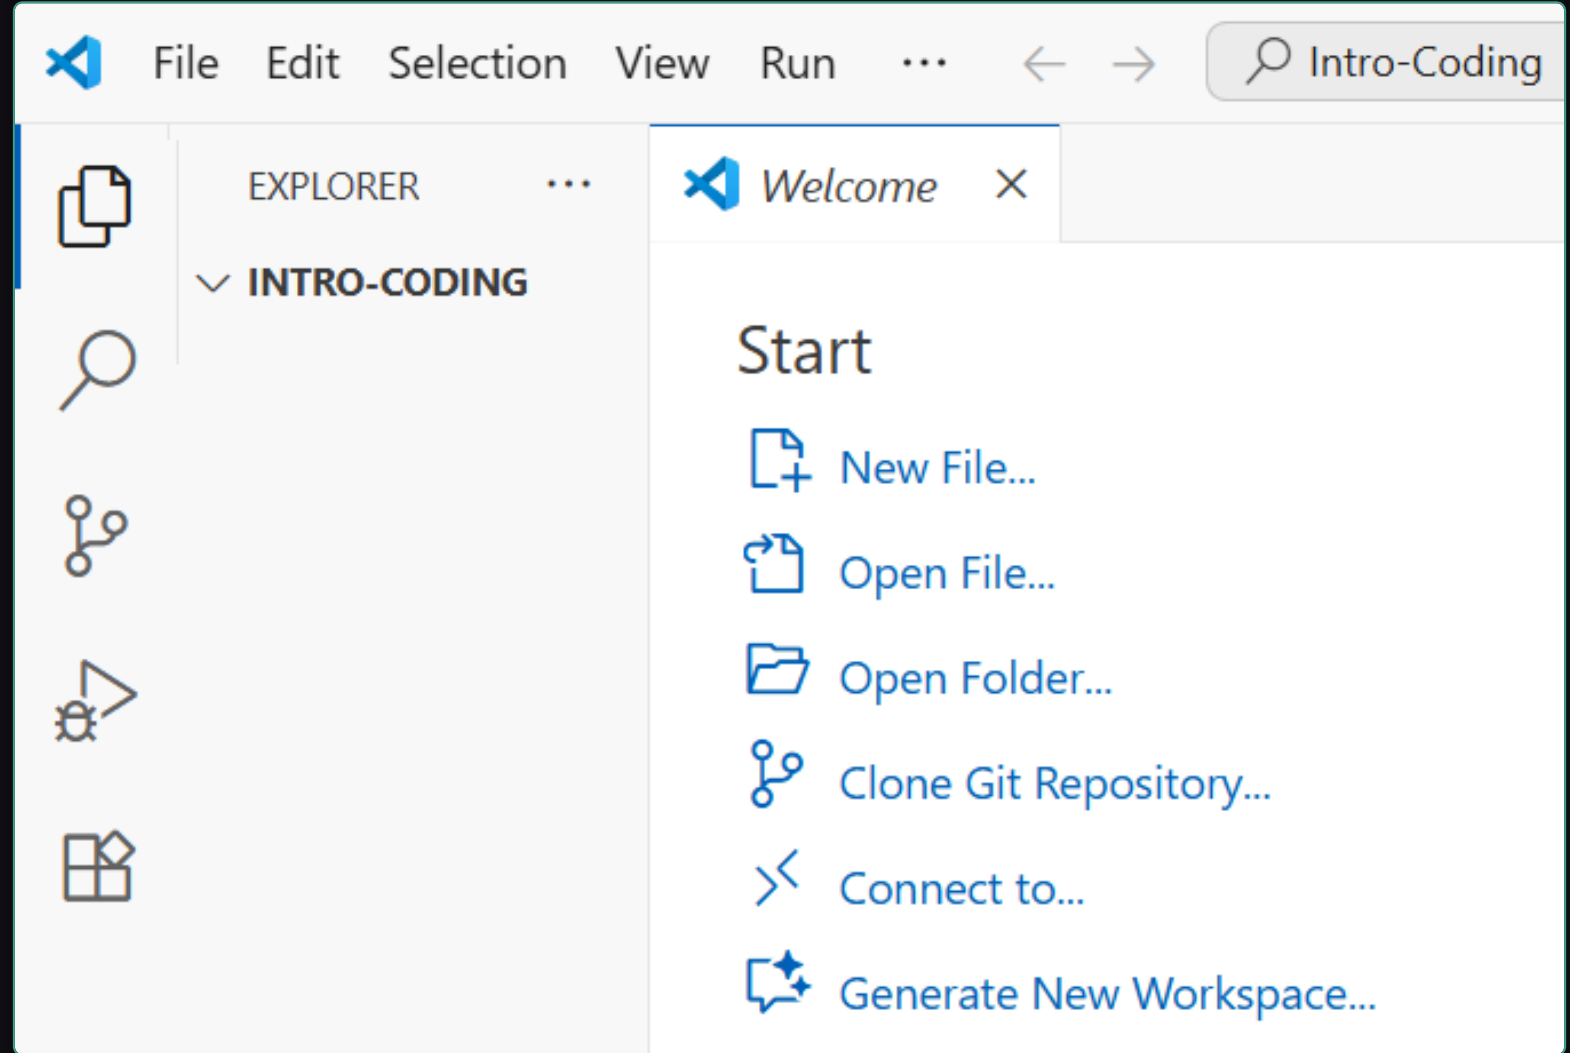 File Edit Selection View Run ··· Intro-Coding
EXPLORER ···
INTRO-CODING
Welcome
Start
New File...
Open File...
Open Folder...
Clone Git Repository...
Connect to...
Generate New Workspace...